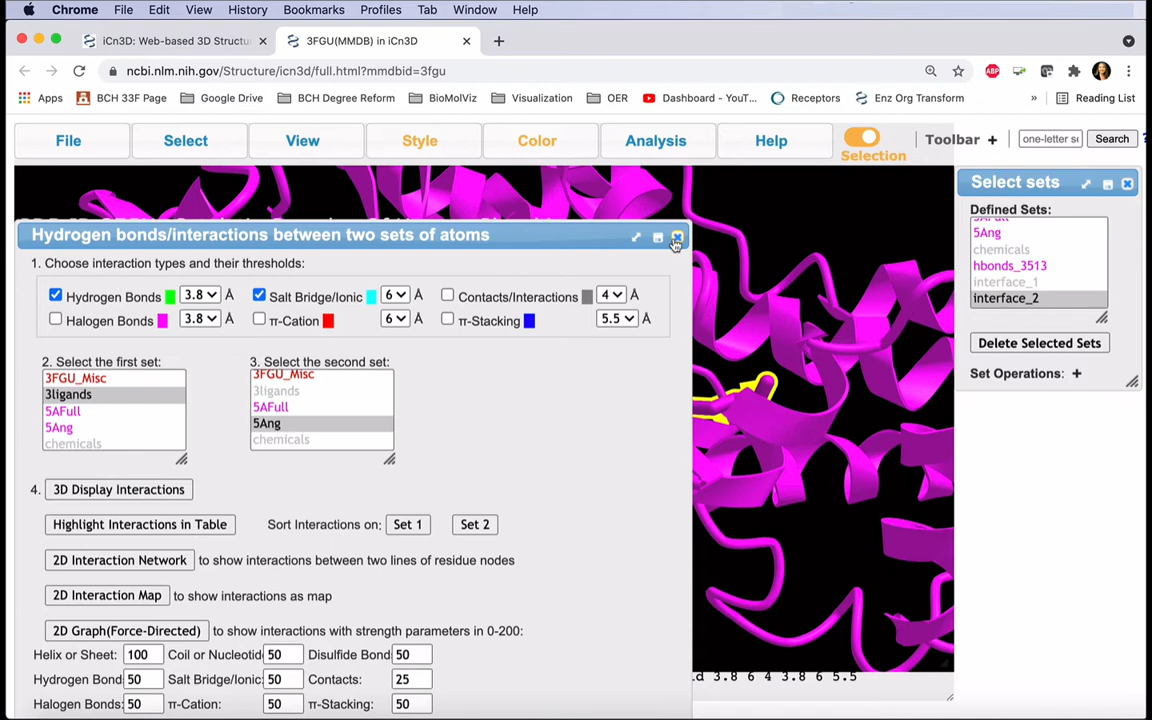 Chrome File Edit View History Bookmarks Profiles Tab Window Help
iCn3D: Web-based 3D Structu 3FGU(MMDB) in iCn3D
ncbi.nlm.nih.gov/Structure/icn3d/full.html?mmdbid=3fgu ABP
Apps BCH 33F Page Google Drive BCH Degree Reform BioMolViz Visualization OER Dashboard - YouT... Receptors Enz Org Transform » Reading List
File Select View Style Color Analysis Help Selection Toolbar + one-letter se Search
Select sets
Defined Sets:
5AFull
5Ang
chemicals
hbonds_3513
interface_1
interface_2
Delete Selected Sets
Set Operations: +
Hydrogen bonds/interactions between two sets of atoms
1. Choose interaction types and their thresholds:
Hydrogen Bonds 3.8 Å Salt Bridge/Ionic 6 Å Contacts/Interactions 4 Å
Halogen Bonds 3.8 Å π-Cation 6 Å π-Stacking 5.5 Å
2. Select the first set: 3. Select the second set:
3FGU_Misc
3ligands
5AFull
5Ang
chemicals
3FGU_Misc
3ligands
5AFull
5Ang
chemicals
4. 3D Display Interactions
Highlight Interactions in Table Sort Interactions on: Set 1 Set 2
2D Interaction Network to show interactions between two lines of residue nodes
2D Interaction Map to show interactions as map
2D Graph(Force-Directed) to show interactions with strength parameters in 0-200:
Helix or Sheet: 100 Coil or Nucleotid 50 Disulfide Bond 50
Hydrogen Bond 50 Salt Bridge/Ionic: 50 Contacts: 25
Halogen Bonds: 50 π-Cation: 50 π-Stacking: 50
3.8 6 4 3.8 6 5.5